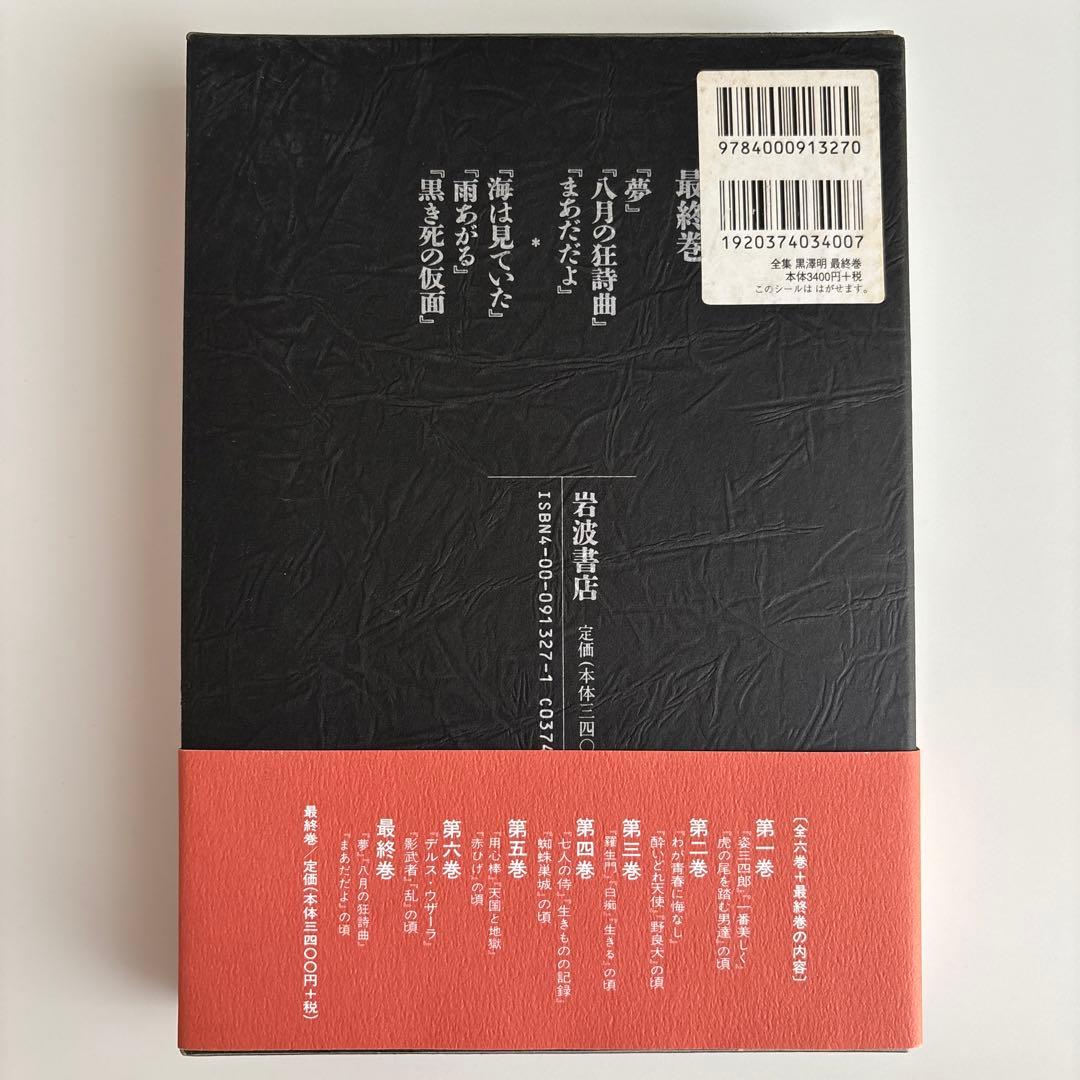 9784000913270
1920374034007
全集 黒澤明 最終巻
本体3400円+税
このシールは はがせます。
最終巻
『夢』
『八月の狂詩曲』
『まあだだよ』
*
『海は見ていた』
『雨あがる』
『黒き死の仮面』
岩波書店 定価(本体三四〇
ISBN4-00-091327-1 C0374
〔全六巻+最終巻の内容〕
第一巻
『姿三四郎』『一番美しく』
『虎の尾を踏む男達』の頃
第二巻
『わが青春に悔なし』
『酔いどれ天使』『野良犬』の頃
第三巻
『羅生門』『白痴』『生きる』の頃
第四巻
『七人の侍』『生きものの記録』
『蜘蛛巣城』の頃
第五巻
『用心棒』『天国と地獄』
『赤ひげ』の頃
第六巻
『デルス・ウザーラ』
『影武者』『乱』の頃
最終巻
『夢』『八月の狂詩曲』
『まあだだよ』の頃
最終巻/定価(本体三四〇〇円+税)